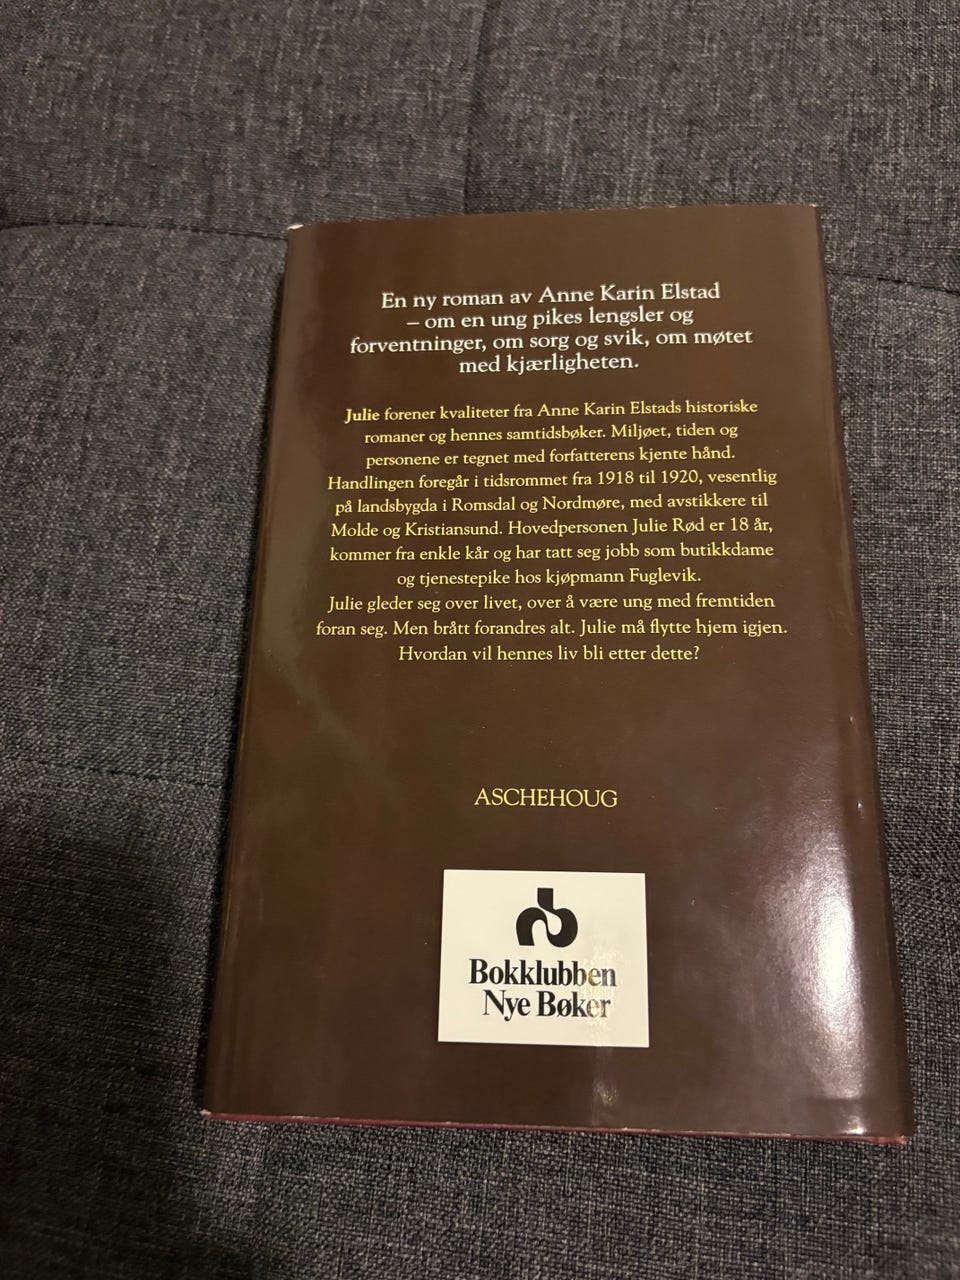 En ny roman av Anne Karin Elstad
– om en ung pikes lengsler og
forventninger, om sorg og svik, om møtet
med kjærligheten.
Julie forener kvaliteter fra Anne Karin Elstads historiske
romaner og hennes samtidsbøker. Miljøet, tiden og
personene er tegnet med forfatterens kjente hånd.
Handlingen foregår i tidsrommet fra 1918 til 1920, vesentlig
på landsbygda i Romsdal og Nordmøre, med avstikkere til
Molde og Kristiansund. Hovedpersonen Julie Rød er 18 år,
kommer fra enkle kår og har tatt seg jobb som butikkdame
og tjenestepike hos kjøpmann Fuglevik.
Julie gleder seg over livet, over å være ung med fremtiden
foran seg. Men brått forandres alt. Julie må flytte hjem igjen.
Hvordan vil hennes liv bli etter dette?
ASCHEHOUG
Bokklubben
Nye Bøker